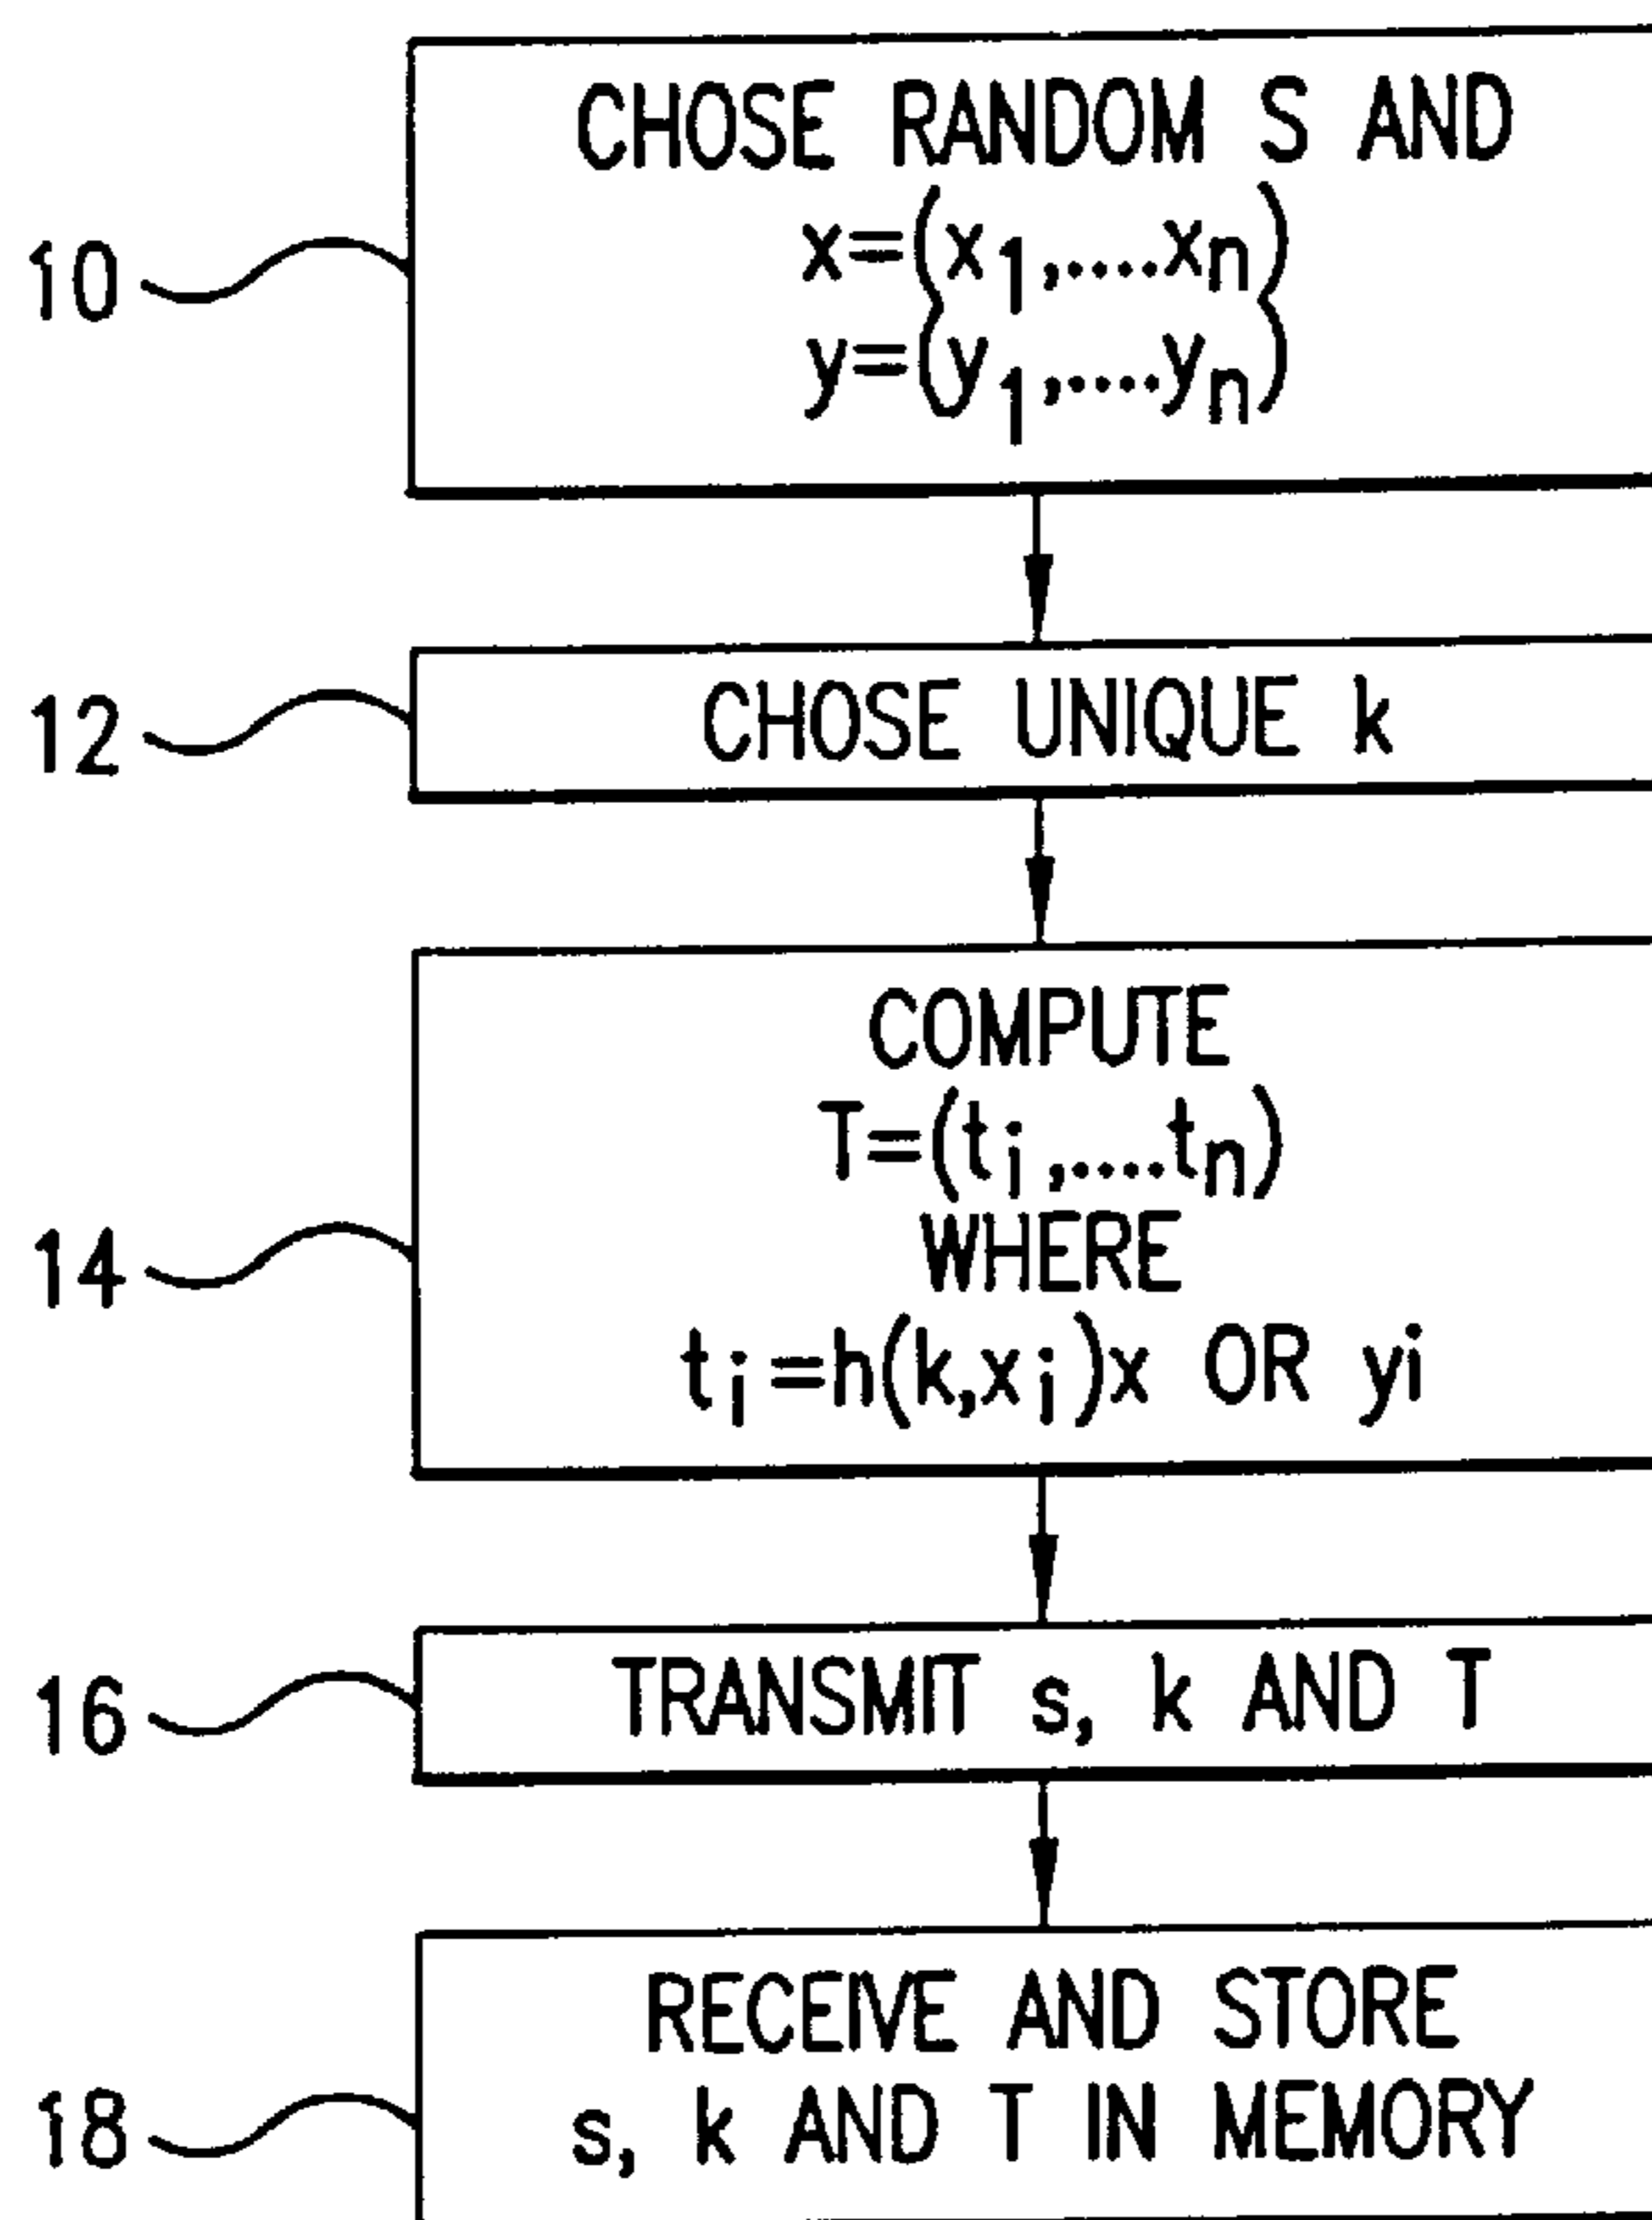 CHOSE RANDOM S AND
x=(x1,....xn)
10
y=(y1,....yn)
12 CHOSE UNIQUE k
COMPUTE
T=(ti,....tn)
WHERE
14
ti=h(k,xi)x OR yi
16 TRANSMIT s, k AND T
RECEIVE AND STORE
18 s, k AND T IN MEMORY